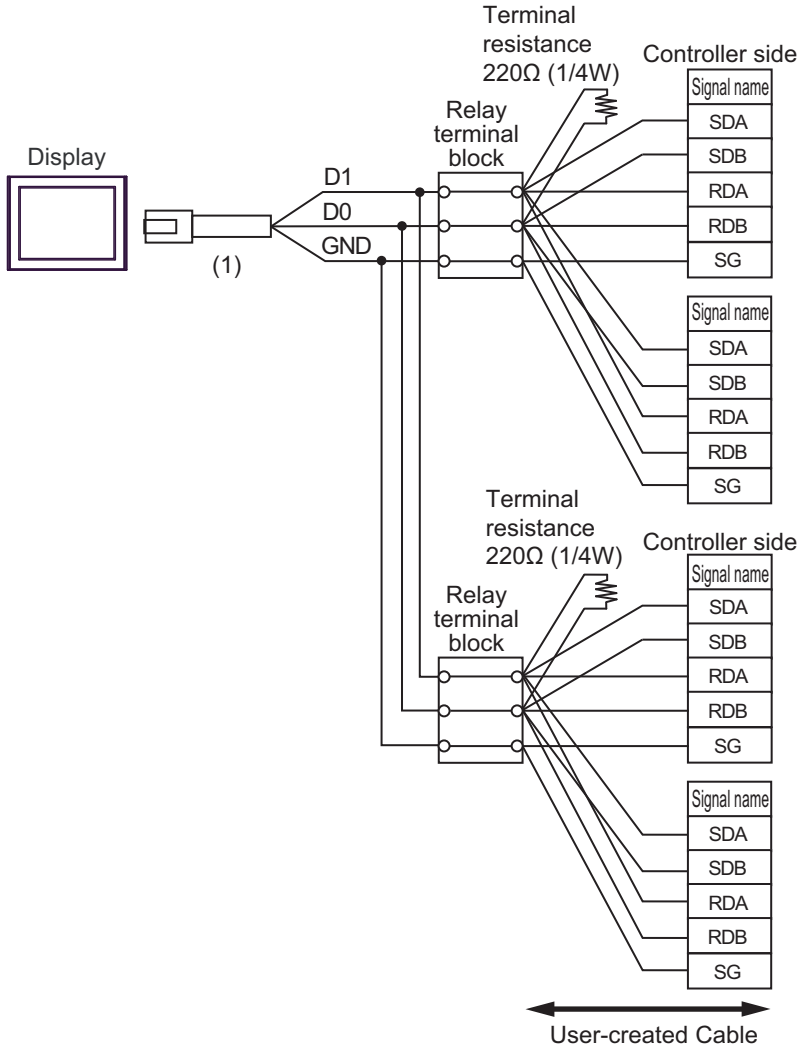 Terminal
resistance
220Ω (1/4W)
Controller side
Signal name
SDA
SDB
RDA
RDB
SG
Relay
terminal
block
Display
D1
D0
GND
(1)
Signal name
SDA
SDB
RDA
RDB
SG
Terminal
resistance
220Ω (1/4W)
Controller side
Signal name
SDA
SDB
RDA
RDB
SG
Relay
terminal
block
Signal name
SDA
SDB
RDA
RDB
SG
User-created Cable